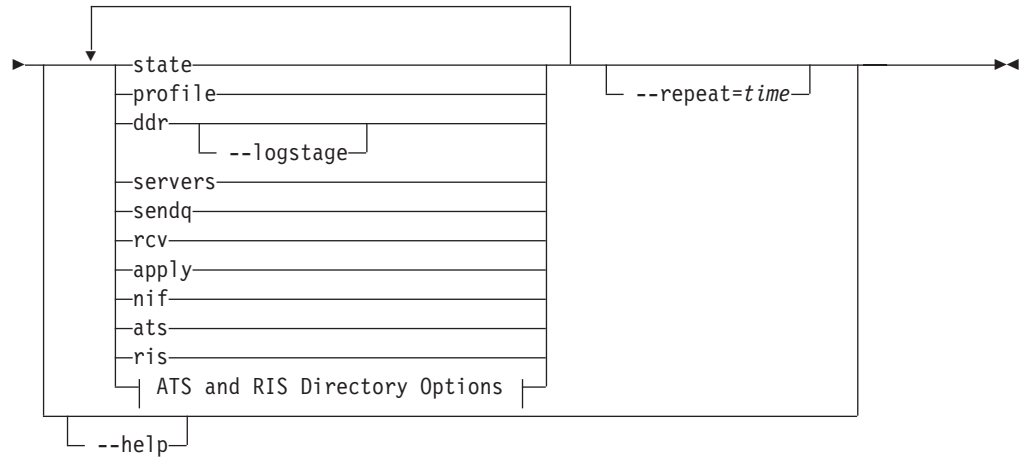 state
profile
--repeat=time
ddr
--logstage
servers
sendq
rcv
apply
nif
ats
ris
ATS and RIS Directory Options
--help